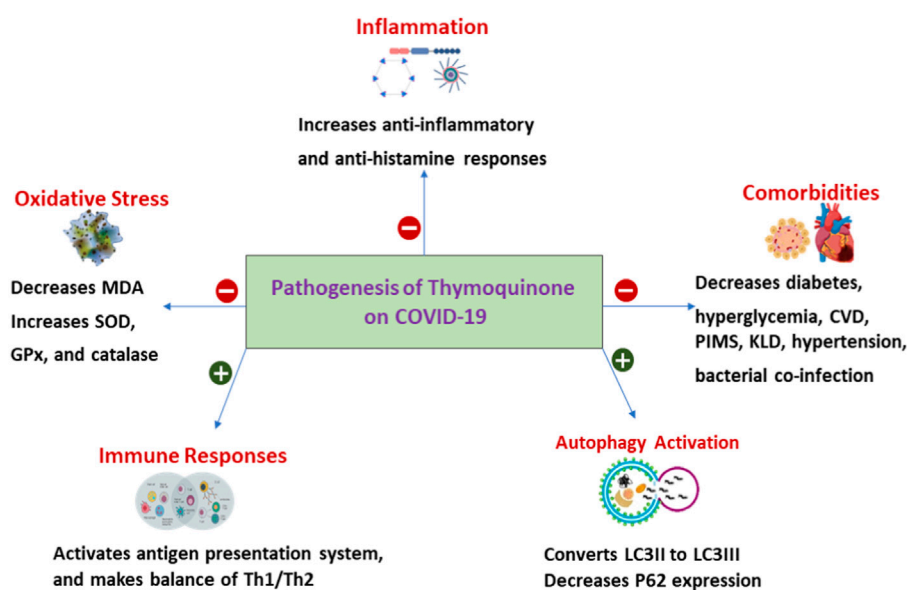 Inflammation
Increases anti-inflammatory
and anti-histamine responses
Oxidative Stress
Decreases MDA
Increases SOD,
GPx, and catalase
Pathogenesis of Thymoquinone
on COVID-19
Comorbidities
Decreases diabetes,
hyperglycemia, CVD,
PIMS, KLD, hypertension,
bacterial co-infection
Immune Responses
Activates antigen presentation system,
and makes balance of Th1/Th2
Autophagy Activation
Converts LC3II to LC3III
Decreases P62 expression